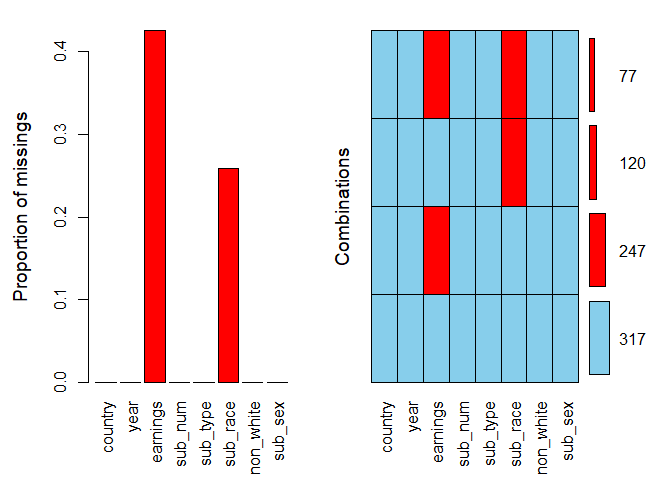 Proportion of missings
0.4
0.3
0.2
0.1
0.0
country
year
earnings
sub_num
sub_type
sub_race
non_white
sub_sex
Combinations
77
120
247
317
country
year
earnings
sub_num
sub_type
sub_race
non_white
sub_sex